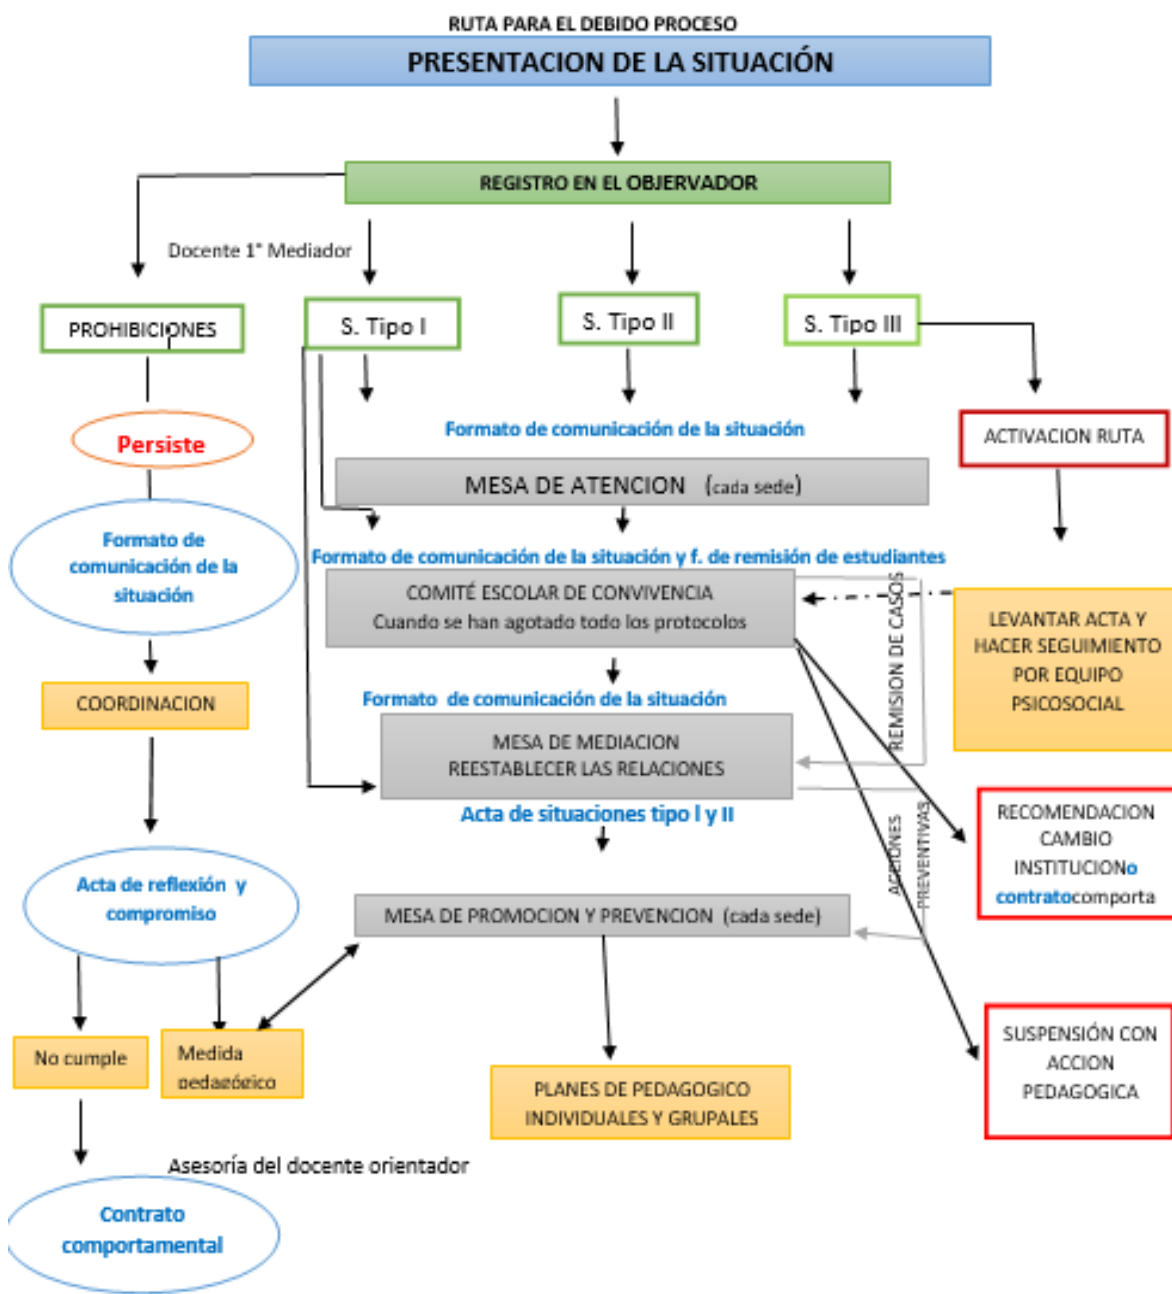 RUTA PARA EL DEBIDO PROCESO
PRESENTACION DE LA SITUACIÓN
REGISTRO EN EL OBJERVADOR
Docente 1° Mediador
PROHIBICIONES
S. Tipo I
S. Tipo II
S. Tipo III
Persiste
Formato de comunicación de la situación
ACTIVACION RUTA
MESA DE ATENCION (cada sede)
Formato de
comunicación de la
situación
Formato de comunicación de la situación y f. de remisión de estudiantes
COMITÉ ESCOLAR DE CONVIVENCIA
Cuando se han agotado todo los protocolos
REMISION DE CASOS
LEVANTAR ACTA Y
HACER SEGUIMIENTO
POR EQUIPO
PSICOSOCIAL
COORDINACION
Formato de comunicación de la situación
MESA DE MEDIACION
REESTABLECER LAS RELACIONES
Acta de situaciones tipo I y II
ACCIONES
PREVENTIVAS
RECOMENDACION
CAMBIO
INSTITUCIONo
contratocomporta
Acta de reflexión y
compromiso
MESA DE PROMOCION Y PREVENCION (cada sede)
No cumple
Medida
pedagógico
PLANES DE PEDAGOGICO
INDIVIDUALES Y GRUPALES
SUSPENSIÓN CON
ACCION
PEDAGOGICA
Asesoría del docente orientador
Contrato
comportamental